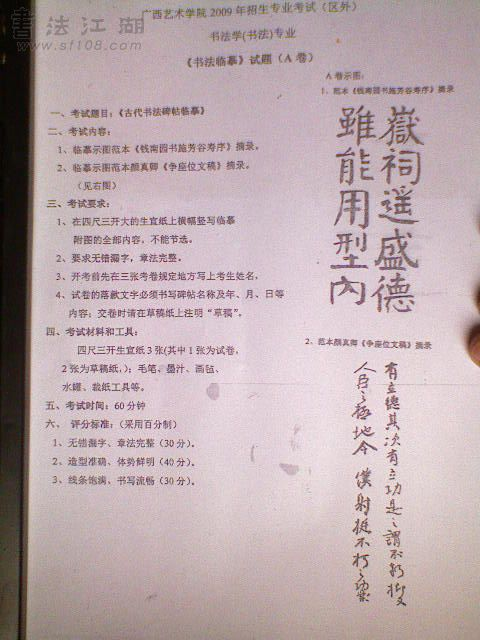 書法江湖
www.sf108.com
广西艺术学院 2009 年招生专业考试（区外）
书法学(书法)专业
《书法临摹》试题（A 卷）
一、考试题目：《古代书法碑帖临摹》
二、考试内容：
1、临摹示图范本《钱南园书施芳谷寿序》摘录。
2、临摹示图范本颜真卿《争座位文稿》摘录。
（见右图）
三、考试要求：
1、在四尺三开大的生宣纸上横幅竖写临摹
附图的全部内容，不能节选。
2、要求无错漏字，章法完整。
3、开考前先在三张考卷规定地方写上考生姓名，
4、试卷的落款文字必须书写碑帖名称及年、月、日等
内容；交卷时请在草稿纸上注明“草稿”。
四、考试材料和工具：
四尺三开生宣纸 3 张(其中 1 张为试卷，
2 张为草稿纸，)；毛笔、墨汁、画毡、
水罐、裁纸工具等。
五、考试时间：60 分钟
六、 评分标准：（采用百分制）
1、无错漏字、章法完整（30 分）。
2、造型准确、体势鲜明（40 分）。
3、线条饱满、书写流畅（30 分）。
A 卷示图：
1、范本《钱南园书施芳谷寿序》摘录
嶽祠遥盛德
雖能用型內
2、范本颜真卿《争座位文稿》摘录
有立德其次有立功是之謂不朽抑又
人臣之極地今僕射挺不朽之功業